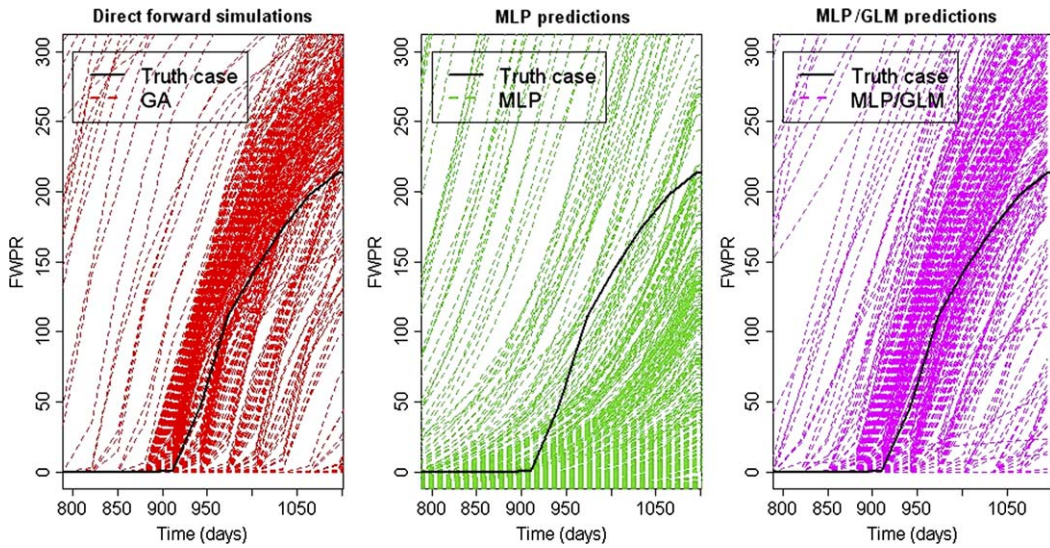 Direct forward simulations
MLP predictions
MLP/GLM predictions
300
250
200
150
100
50
0
FWPR
Truth case
GA
800 850 900 950 1050
Time (days)
300
250
200
150
100
50
0
FWPR
Truth case
MLP
800 850 900 950 1050
Time (days)
300
250
200
150
100
50
0
FWPR
Truth case
MLP/GLM
800 850 900 950 1050
Time (days)